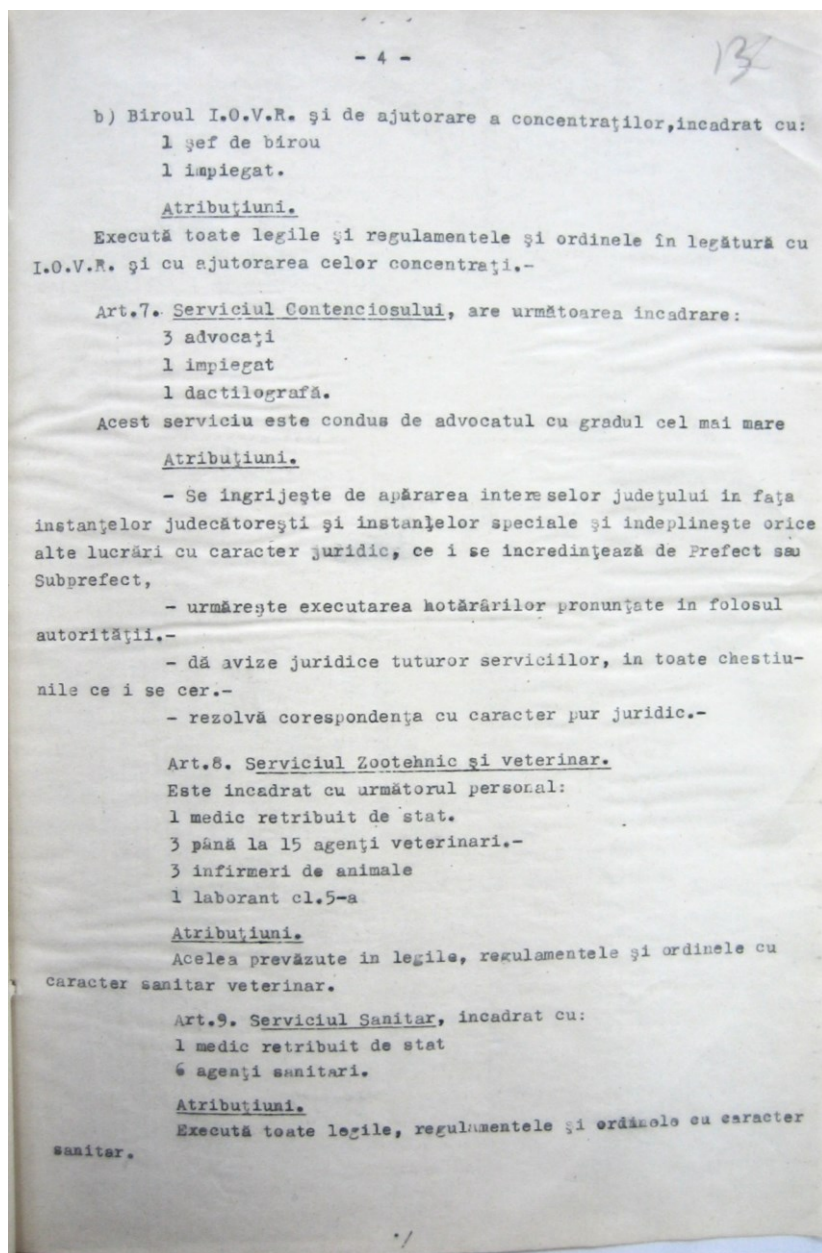 - 4 -
b) Biroul I.O.V.R. şi de ajutorare a concentraţilor,incadrat cu:
1 şef de birou
1 impiegat.
Atribuţiuni.
Execută toate legile şi regulamentele şi ordinele în legătură cu
I.O.V.R. şi cu ajutorarea celor concentraţi.-
Art.7. Serviciul Contenciosului, are următoarea incadrare:
3 advocaţi
1 impiegat
1 dactilografă.
Acest serviciu este condus de advocatul cu gradul cel mai mare
Atribuţiuni.
- Se ingrijeşte de apărarea intereselor judeţului in faţa
instanţelor judecătoreşti şi instanţelor speciale şi indeplineşte orice
alte lucrări cu caracter juridic, ce i se incredinţează de Prefect sau
Subprefect,
- urmăreşte executarea hotărârilor pronunţate in folosul
autorităţii.-
- dă avize juridice tuturor serviciilor, in toate chestiu-
nile ce i se cer.-
- rezolvă corespondenţa cu caracter pur juridic.-
Art.8. Serviciul Zootehnic şi veterinar.
Este incadrat cu următorul personal:
1 medic retribuit de stat.
3 până la 15 agenţi veterinari.-
3 infirmeri de animale
1 laborant cl.5-a
Atribuţiuni.
Acelea prevăzute in legile, regulamentele şi ordinele cu
caracter sanitar veterinar.
Art.9. Serviciul Sanitar, incadrat cu:
1 medic retribuit de stat
6 agenţi sanitari.
Atribuţiuni.
Execută toate legile, regulamentele şi ordinele cu caracter
sanitar.
./